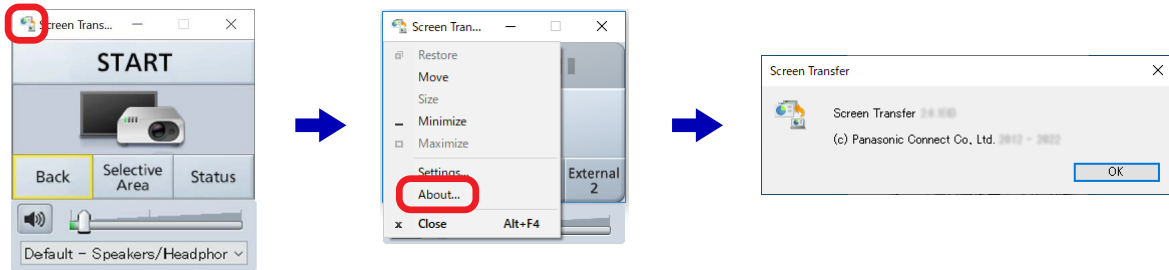 Screen Trans...
START
Back
Selective
Area
Status
Default - Speakers/Headphor
Screen Tran...
Restore
Move
Size
Minimize
Maximize
Settings...
About...
x Close Alt+F4
External
2
Screen Transfer
Screen Transfer
(c) Panasonic Connect Co., Ltd.
OK